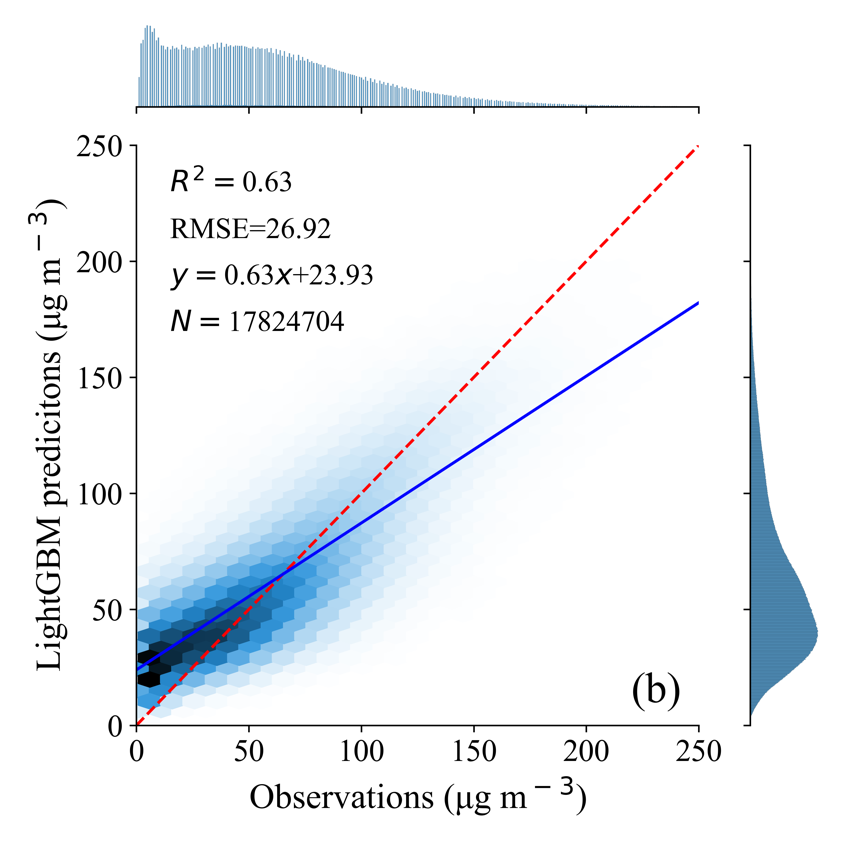 250
200
150
100
50
0
R² = 0.63
RMSE=26.92
y = 0.63x+23.93
N = 17824704
(b)
LightGBM predicitons (μg m⁻³)
0 50 100 150 200 250
Observations (μg m⁻³)